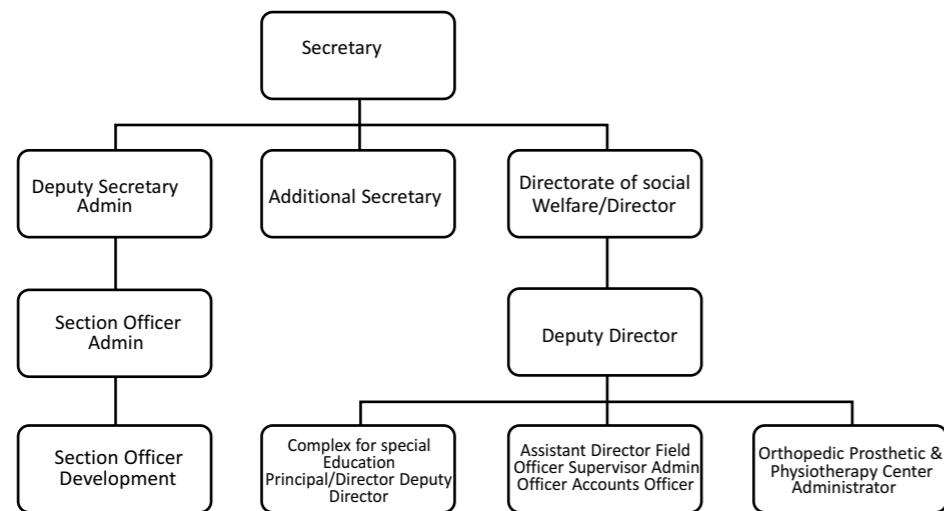 Secretary
Deputy Secretary
Admin
Additional Secretary
Directorate of social
Welfare/Director
Section Officer
Admin
Deputy Director
Section Officer
Development
Complex for special
Education
Principal/Director Deputy
Director
Assistant Director Field
Officer Supervisor Admin
Officer Accounts Officer
Orthopedic Prosthetic &
Physiotherapy Center
Administrator